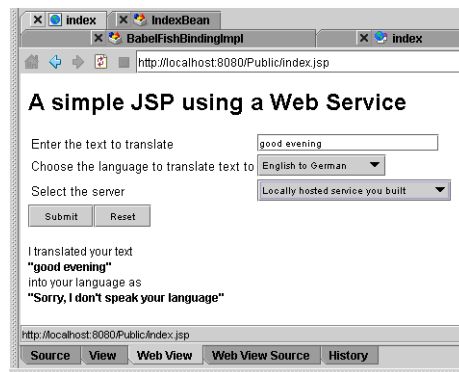 index IndexBean
BabelFishBindingImpl index
http://localhost:8080/Public/index.jsp
A simple JSP using a Web Service
Enter the text to translate good evening
Choose the language to translate text to English to German
Select the server Locally hosted service you built
Submit Reset
I translated your text
"good evening"
into your language as
"Sorry, I don't speak your language"
http://localhost:8080/Public/index.jsp
Source View Web View Web View Source History